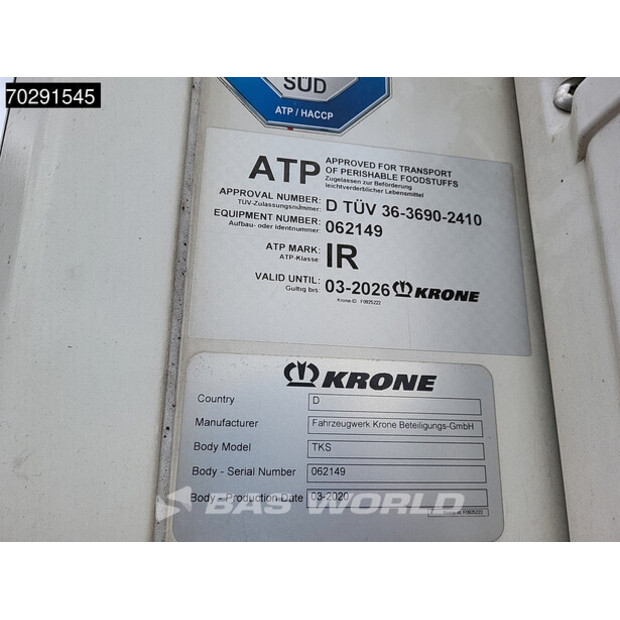 70291545
SÜD
ATP / HACCP
ATP APPROVED FOR TRANSPORT
OF PERISHABLE FOODSTUFFS
Zugelassen zur Beförderung
leichtverderblicher Lebensmittel
APPROVAL NUMBER: D TÜV 36-3690-2410
TÜV-Zulassungsnummer:
EQUIPMENT NUMBER: 062149
Aufbau- oder Identnummer:
ATP MARK: IR
ATP-Klasse:
VALID UNTIL: 03-2026 KRONE
Gültig bis:
Krone-ID F0925222
KRONE
Country D
Manufacturer Fahrzeugwerk Krone Beteiligungs-GmbH
Body Model TKS
Body - Serial Number 062149
Body - Production Date 03-2020
BAS WORLD